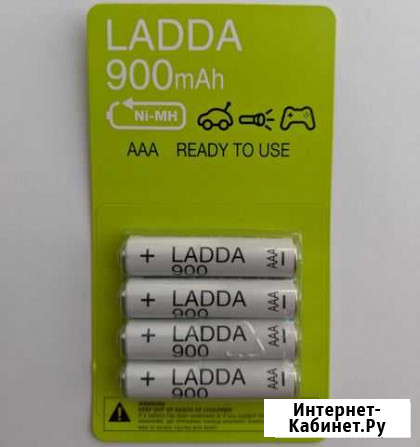 LADDA
900mAh
Ni-MH
AAA READY TO USE
+ LADDA AAA
900
+ LADDA AAA
900
+ LADDA AAA
900
+ LADDA AAA
900
WARNING
KEEP OUT OF REACH OF CHILDREN
Интернет-
Кабинет.Ру